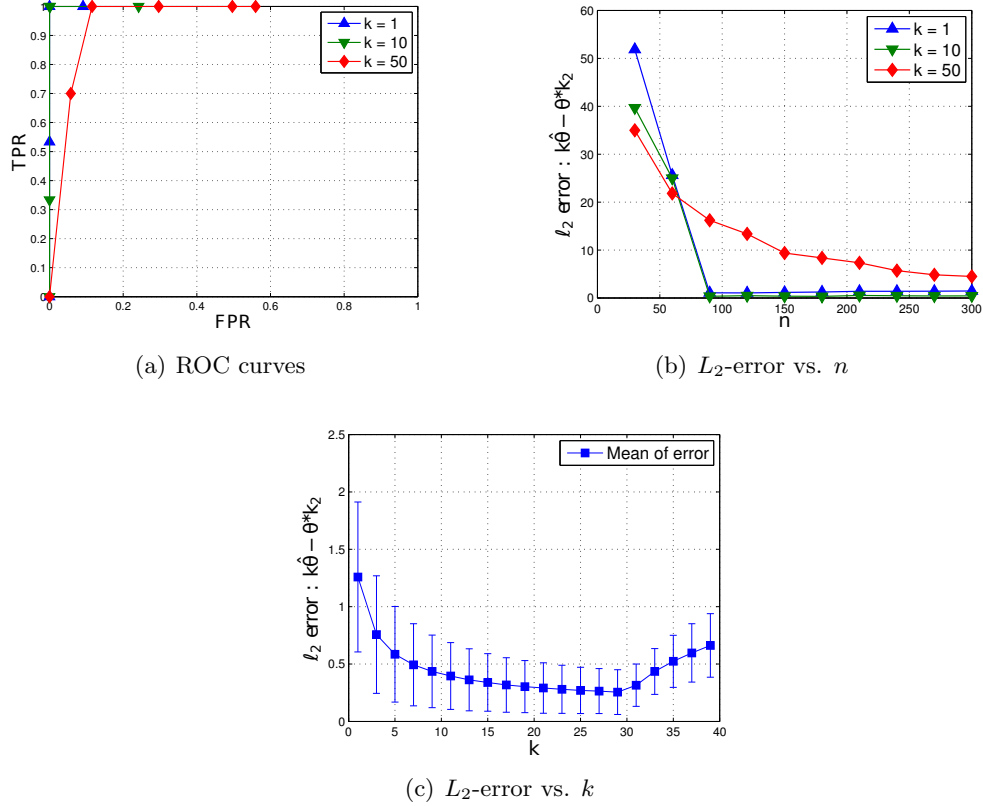 1
0.9
0.8
0.7
0.6
0.5
0.4
0.3
0.2
0.1
0
TPR
0 0.2 0.4 0.6 0.8 1
FPR
k = 1
k = 10
k = 50
(a) ROC curves
60
50
40
30
20
10
0
ℓ2 error : kθ̂ − θ*k2
0 50 100 150 200 250 300
n
k = 1
k = 10
k = 50
(b) L2-error vs. n
2.5
2
1.5
1
0.5
0
ℓ2 error : kθ̂ − θ*k2
0 5 10 15 20 25 30 35 40
k
Mean of error
(c) L2-error vs. k